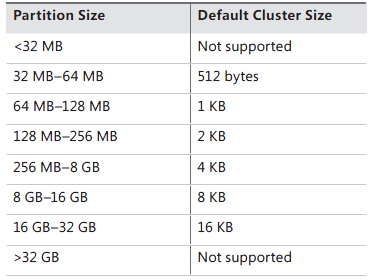 Partition Size Default Cluster Size
<32 MB Not supported
32 MB–64 MB 512 bytes
64 MB–128 MB 1 KB
128 MB–256 MB 2 KB
256 MB–8 GB 4 KB
8 GB–16 GB 8 KB
16 GB–32 GB 16 KB
>32 GB Not supported